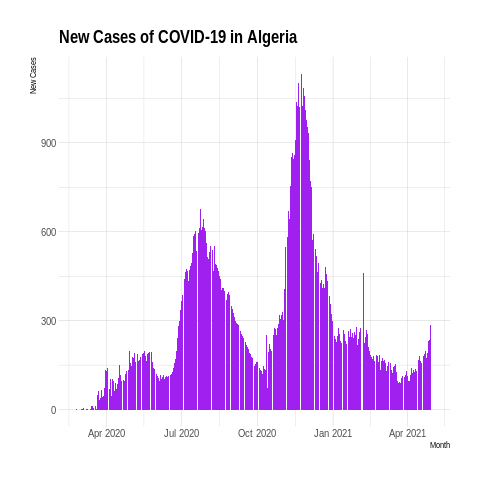 New Cases of COVID-19 in Algeria
New Cases
900
600
300
0
Apr 2020 Jul 2020 Oct 2020 Jan 2021 Apr 2021
Month